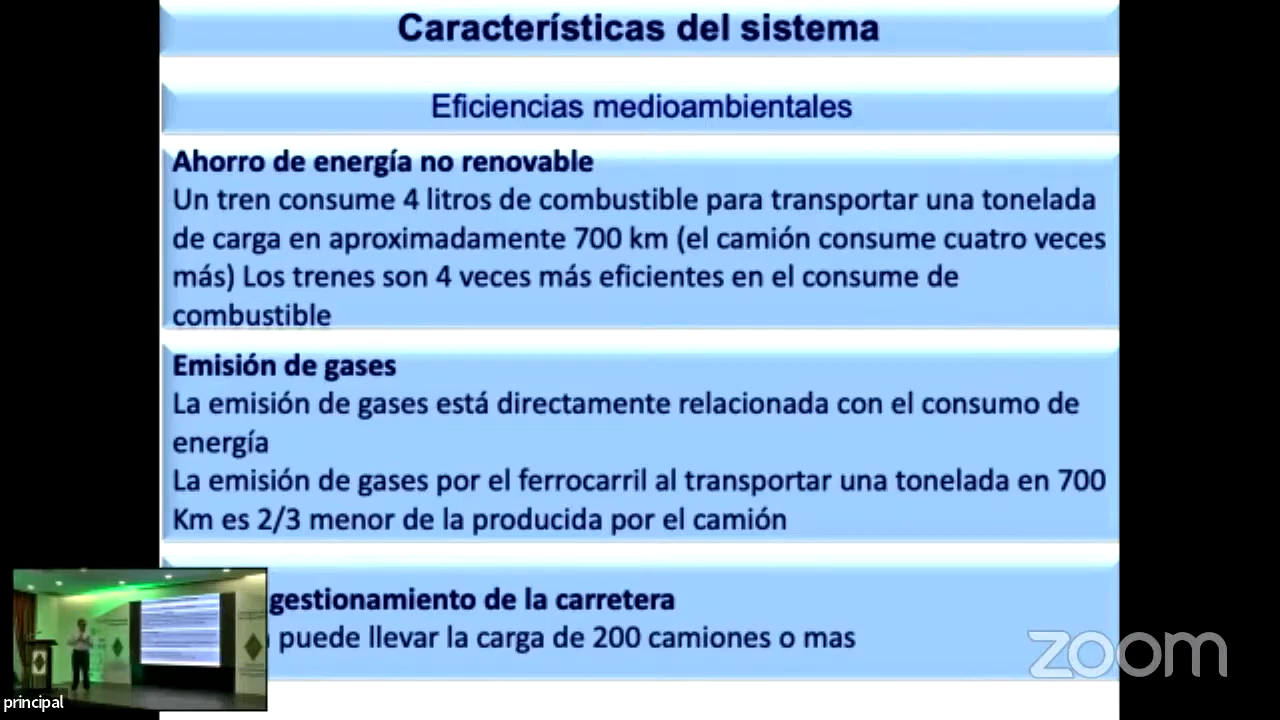 Características del sistema
Eficiencias medioambientales
Ahorro de energía no renovable
Un tren consume 4 litros de combustible para transportar una tonelada
de carga en aproximadamente 700 km (el camión consume cuatro veces
más) Los trenes son 4 veces más eficientes en el consume de
combustible
Emisión de gases
La emisión de gases está directamente relacionada con el consumo de
energía
La emisión de gases por el ferrocarril al transportar una tonelada en 700
Km es 2/3 menor de la producida por el camión
gestionamiento de la carretera
puede llevar la carga de 200 camiones o mas
zoom
principal